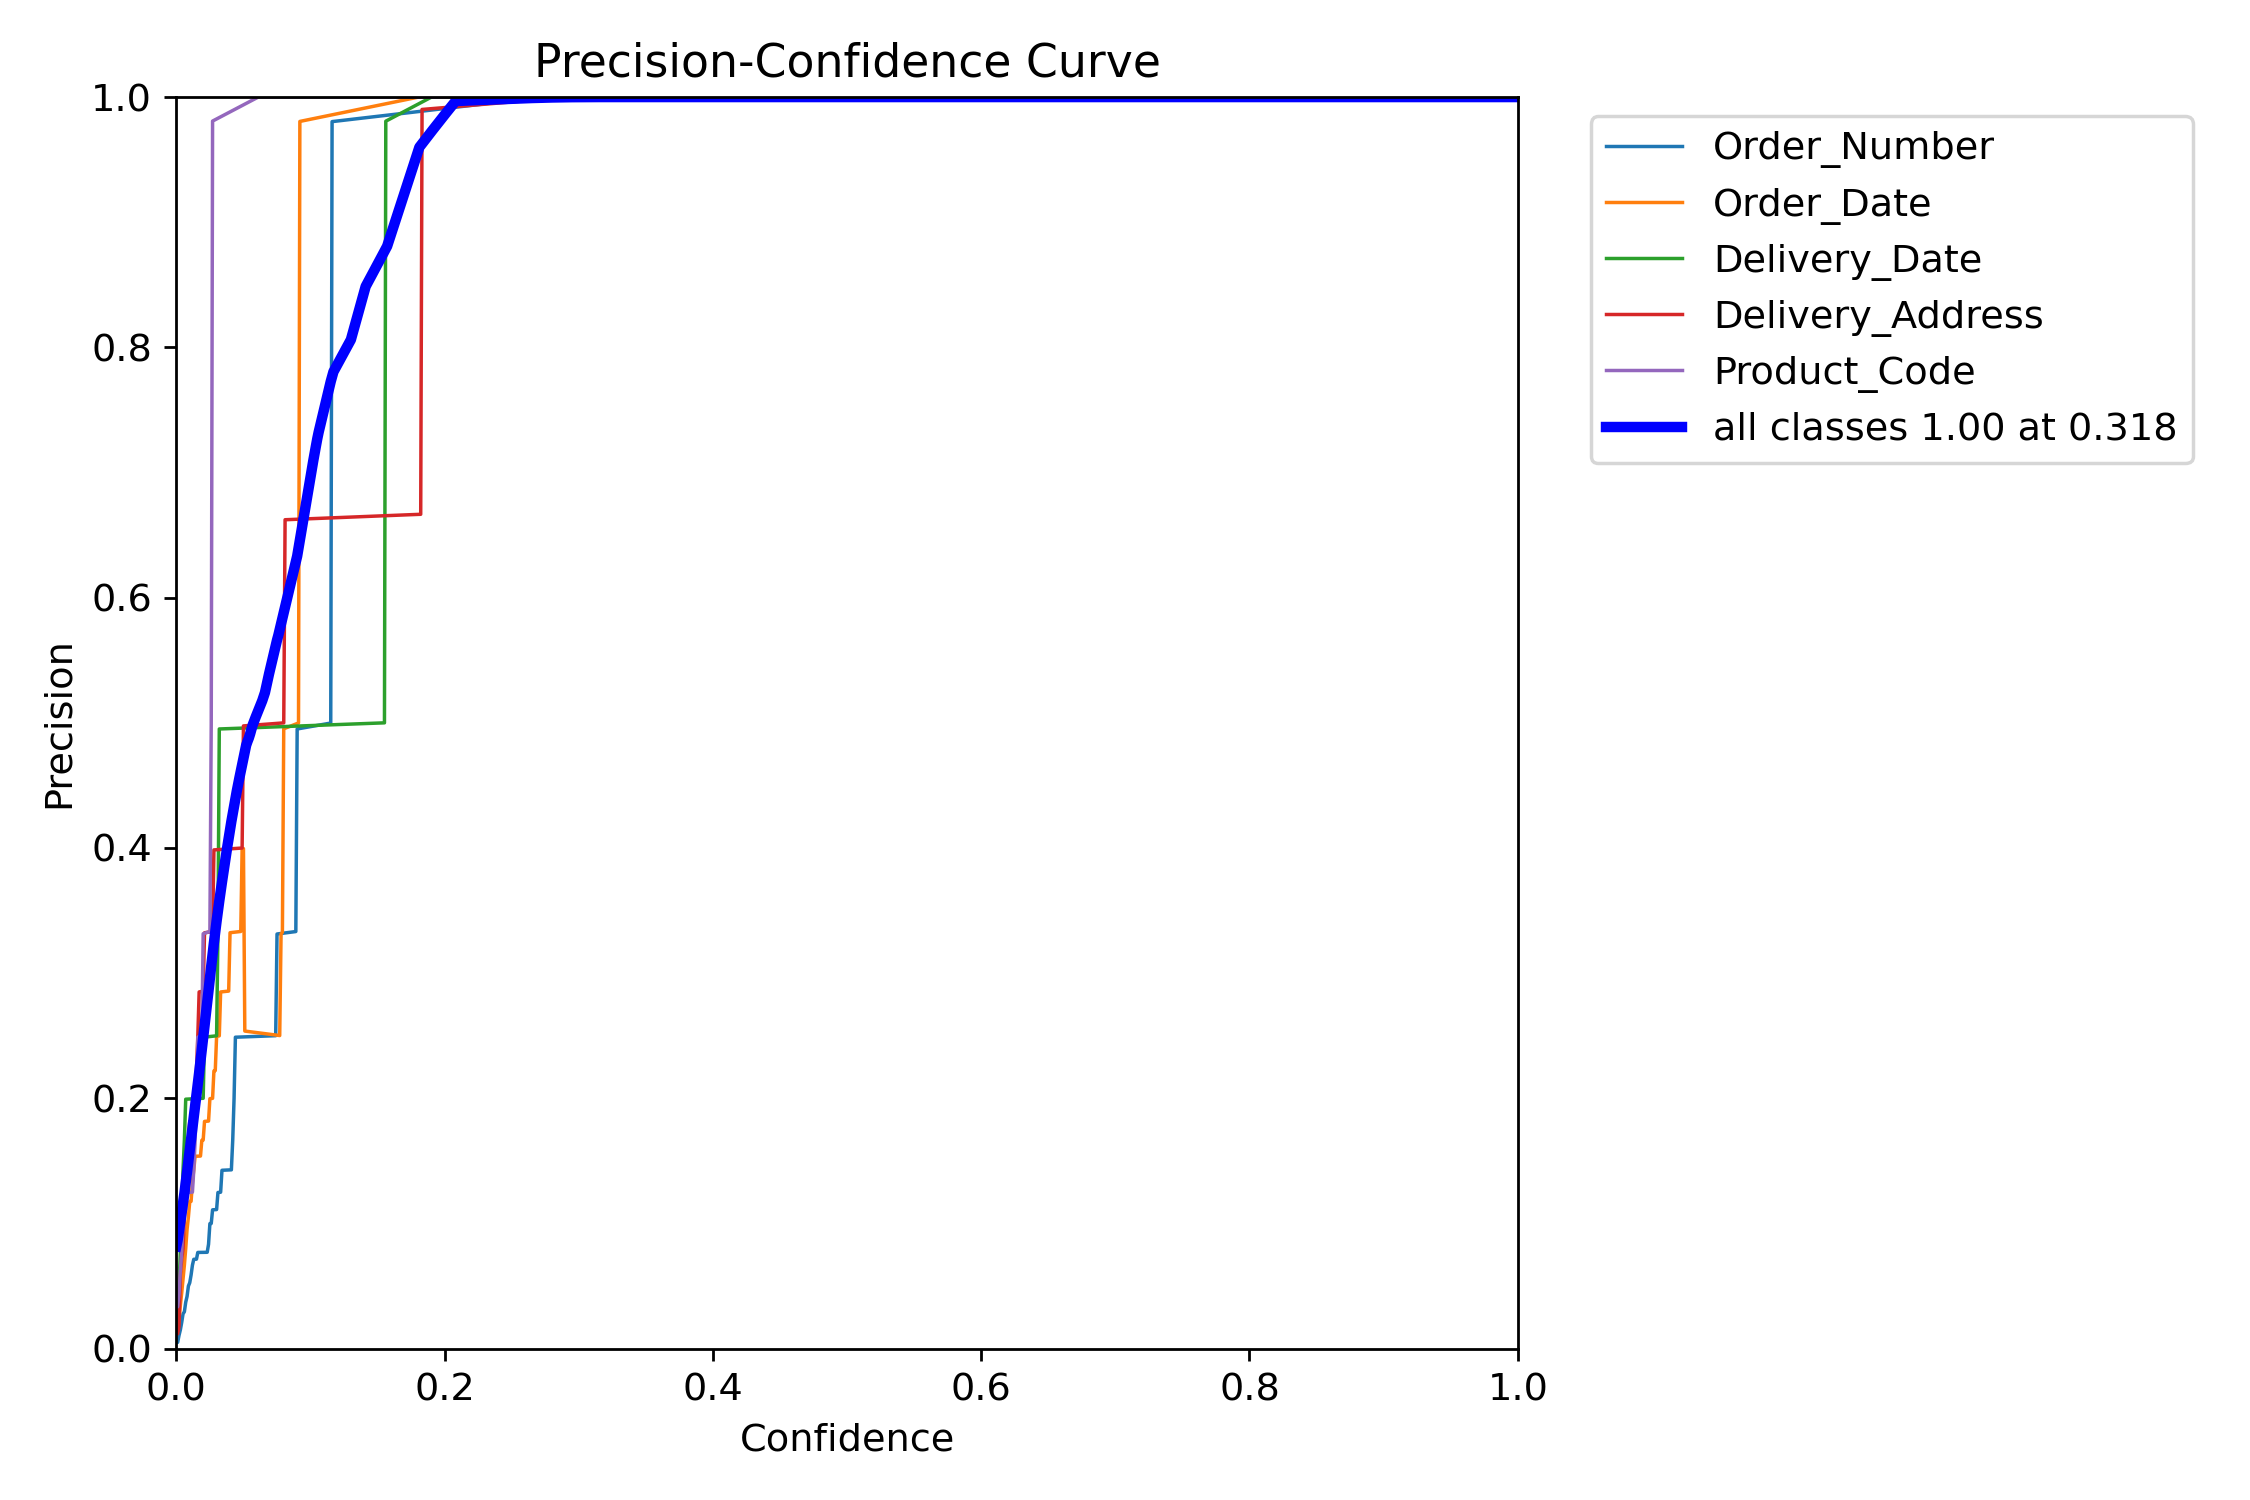 Precision-Confidence Curve
1.0
0.8
0.6
0.4
0.2
0.0
Precision
0.0 0.2 0.4 0.6 0.8 1.0
Confidence
Order_Number
Order_Date
Delivery_Date
Delivery_Address
Product_Code
all classes 1.00 at 0.318